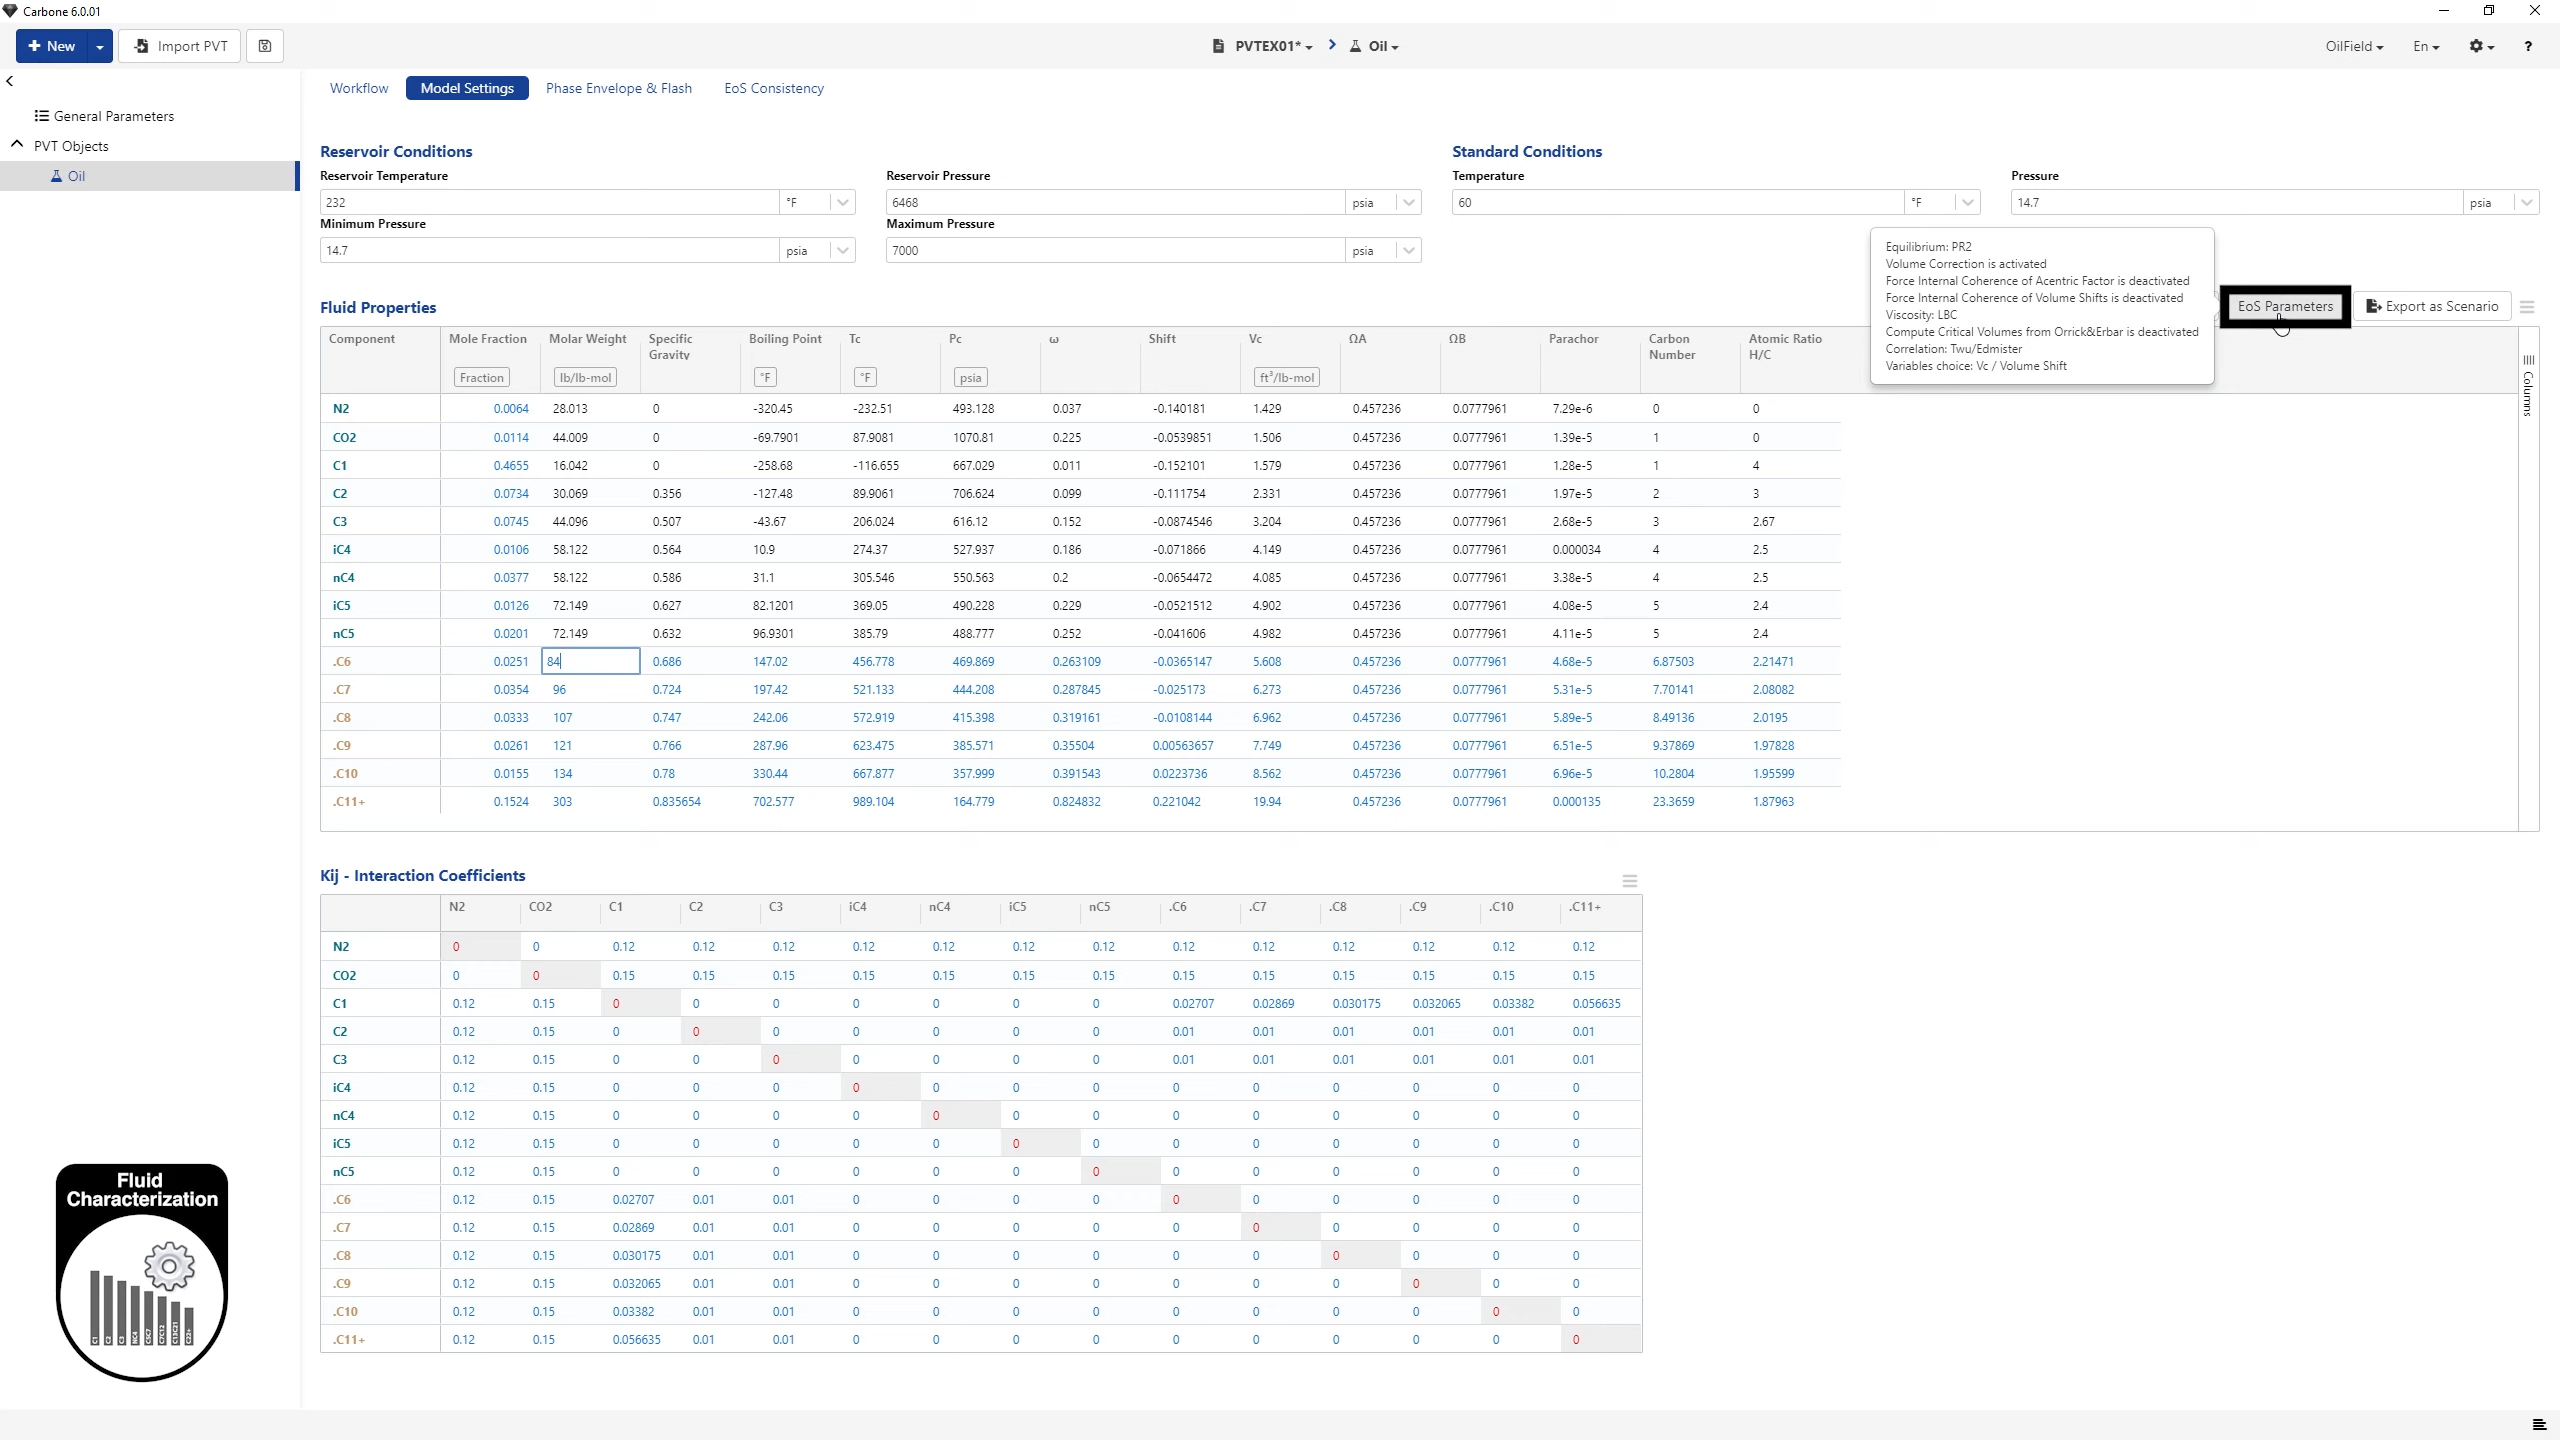 Carbone 6.0.01
New
Import PVT
PVTEX01* Oil
OilField En ?
Workflow Model Settings Phase Envelope & Flash EoS Consistency
General Parameters
PVT Objects
Oil
Reservoir Conditions Standard Conditions
Reservoir Temperature Reservoir Pressure Temperature Pressure
232 °F 6468 psia 60 °F 14.7 psia
Minimum Pressure Maximum Pressure
14.7 psia 7000 psia
Equilibrium: PR2
Volume Correction is activated
Force Internal Coherence of Acentric Factor is deactivated
Force Internal Coherence of Volume Shifts is deactivated
Viscosity: LBC
Compute Critical Volumes from Orrick&Erbar is deactivated
Correlation: Twu/Edmister
Variables choice: Vc / Volume Shift
EoS Parameters Export as Scenario
Columns
Fluid Properties
Component Mole Fraction Molar Weight Specific Gravity Boiling Point Tc Pc ω Shift Vc ΩA ΩB Parachor Carbon Number Atomic Ratio H/C
Fraction lb/lb-mol °F °F psia ft³/lb-mol
N2 0.0064 28.013 0 -320.45 -232.51 493.128 0.037 -0.140181 1.429 0.457236 0.0777961 7.29e-6 0 0
CO2 0.0114 44.009 0 -69.7901 87.9081 1070.81 0.225 -0.0539851 1.506 0.457236 0.0777961 1.39e-5 1 0
C1 0.4655 16.042 0 -258.68 -116.655 667.029 0.011 -0.152101 1.579 0.457236 0.0777961 1.28e-5 1 4
C2 0.0734 30.069 0.356 -127.48 89.9061 706.624 0.099 -0.111754 2.331 0.457236 0.0777961 1.97e-5 2 3
C3 0.0745 44.096 0.507 -43.67 206.024 616.12 0.152 -0.0874546 3.204 0.457236 0.0777961 2.68e-5 3 2.67
iC4 0.0106 58.122 0.564 10.9 274.37 527.937 0.186 -0.071866 4.149 0.457236 0.0777961 0.000034 4 2.5
nC4 0.0377 58.122 0.586 31.1 305.546 550.563 0.2 -0.0654472 4.085 0.457236 0.0777961 3.38e-5 4 2.5
iC5 0.0126 72.149 0.627 82.1201 369.05 490.228 0.229 -0.0521512 4.902 0.457236 0.0777961 4.08e-5 5 2.4
nC5 0.0201 72.149 0.632 96.9301 385.79 488.777 0.252 -0.041606 4.982 0.457236 0.0777961 4.11e-5 5 2.4
.C6 0.0251 84 0.686 147.02 456.778 469.869 0.263109 -0.0365147 5.608 0.457236 0.0777961 4.68e-5 6.87503 2.21471
.C7 0.0354 96 0.724 197.42 521.133 444.208 0.287845 -0.025173 6.273 0.457236 0.0777961 5.31e-5 7.70141 2.08082
.C8 0.0333 107 0.747 242.06 572.919 415.398 0.319161 -0.0108144 6.962 0.457236 0.0777961 5.89e-5 8.49136 2.0195
.C9 0.0261 121 0.766 287.96 623.475 385.571 0.35504 0.00563657 7.749 0.457236 0.0777961 6.51e-5 9.37869 1.97828
.C10 0.0155 134 0.78 330.44 667.877 357.999 0.391543 0.0223736 8.562 0.457236 0.0777961 6.96e-5 10.2804 1.95599
.C11+ 0.1524 303 0.835654 702.577 989.104 164.779 0.824832 0.221042 19.94 0.457236 0.0777961 0.000135 23.3659 1.87963
Kij - Interaction Coefficients
N2 CO2 C1 C2 C3 iC4 nC4 iC5 nC5 .C6 .C7 .C8 .C9 .C10 .C11+
N2 0 0 0.12 0.12 0.12 0.12 0.12 0.12 0.12 0.12 0.12 0.12 0.12 0.12 0.12
CO2 0 0 0.15 0.15 0.15 0.15 0.15 0.15 0.15 0.15 0.15 0.15 0.15 0.15 0.15
C1 0.12 0.15 0 0 0 0 0 0 0 0.02707 0.02869 0.030175 0.032065 0.03382 0.056635
C2 0.12 0.15 0 0 0 0 0 0 0 0.01 0.01 0.01 0.01 0.01 0.01
C3 0.12 0.15 0 0 0 0 0 0 0 0.01 0.01 0.01 0.01 0.01 0.01
iC4 0.12 0.15 0 0 0 0 0 0 0 0 0 0 0 0 0
nC4 0.12 0.15 0 0 0 0 0 0 0 0 0 0 0 0 0
iC5 0.12 0.15 0 0 0 0 0 0 0 0 0 0 0 0 0
nC5 0.12 0.15 0 0 0 0 0 0 0 0 0 0 0 0 0
.C6 0.12 0.15 0.02707 0.01 0.01 0 0 0 0 0 0 0 0 0 0
.C7 0.12 0.15 0.02869 0.01 0.01 0 0 0 0 0 0 0 0 0 0
.C8 0.12 0.15 0.030175 0.01 0.01 0 0 0 0 0 0 0 0 0 0
.C9 0.12 0.15 0.032065 0.01 0.01 0 0 0 0 0 0 0 0 0 0
.C10 0.12 0.15 0.03382 0.01 0.01 0 0 0 0 0 0 0 0 0 0
.C11+ 0.12 0.15 0.056635 0.01 0.01 0 0 0 0 0 0 0 0 0 0
Fluid
Characterization
C1 C2 C3 NC4 C5C7 C7C12 C13C21 C22+